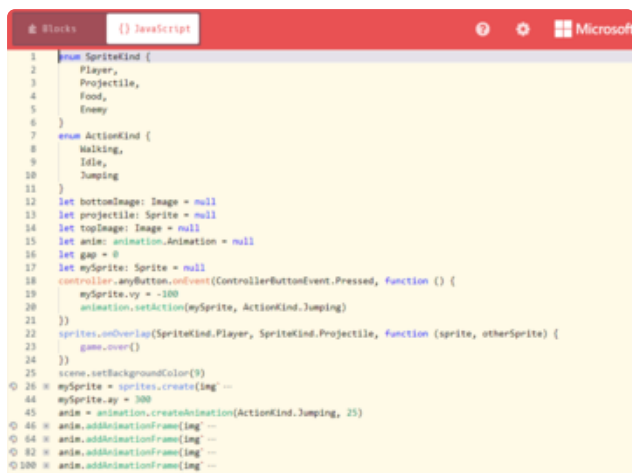 Blocks {} JavaScript ? Microsoft
1 enum SpriteKind {
2 Player,
3 Projectile,
4 Food,
5 Enemy
6 }
7 enum ActionKind {
8 Walking,
9 Idle,
10 Jumping
11 }
12 let bottomImage: Image = null
13 let projectile: Sprite = null
14 let topImage: Image = null
15 let anim: animation.Animation = null
16 let gap = 0
17 let mySprite: Sprite = null
18 controller.anyButton.onEvent(ControllerButtonEvent.Pressed, function () {
19 mySprite.vy = -100
20 animation.setAction(mySprite, ActionKind.Jumping)
21 })
22 sprites.onOverlap(SpriteKind.Player, SpriteKind.Projectile, function (sprite, otherSprite) {
23 game.over()
24 })
25 scene.setBackgroundColor(9)
26 mySprite = sprites.create(img`
44 mySprite.ay = 300
45 anim = animation.createAnimation(ActionKind.Jumping, 25)
46 anim.addAnimationFrame(img`
64 anim.addAnimationFrame(img`
82 anim.addAnimationFrame(img`
100 anim.addAnimationFrame(img`